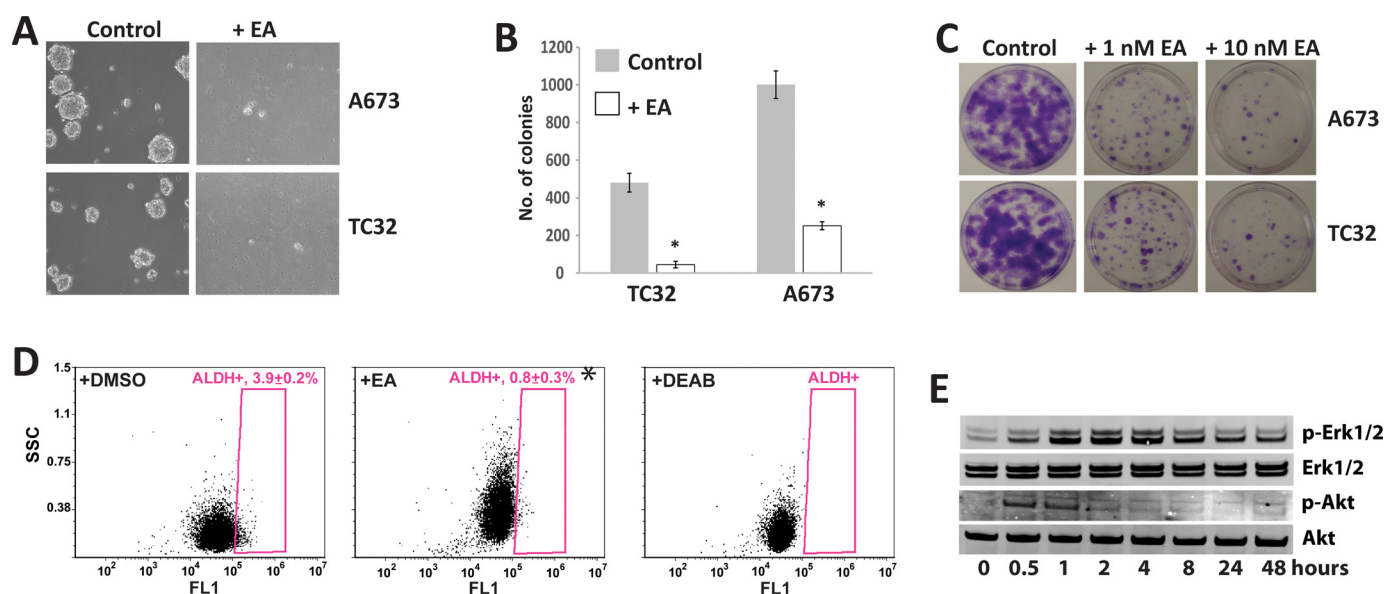 A
Control
+ EA
A673
TC32
B
No. of colonies
1200
1000
800
600
400
200
0
Control
+ EA
*
*
TC32
A673
C
Control
+ 1 nM EA
+ 10 nM EA
A673
TC32
D
SSC
1.5
1.1
0.75
0.38
+DMSO
ALDH+, 3.9±0.2%
10² 10³ 10⁴ 10⁵ 10⁶ 10⁷
FL1
+EA
ALDH+, 0.8±0.3% *
10² 10³ 10⁴ 10⁵ 10⁶ 10⁷
FL1
+DEAB
ALDH+
10² 10³ 10⁴ 10⁵ 10⁶ 10⁷
FL1
E
p-Erk1/2
Erk1/2
p-Akt
Akt
0 0.5 1 2 4 8 24 48 hours